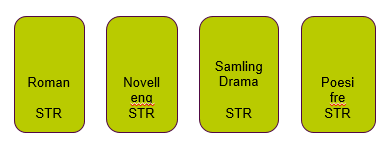 Roman
STR
Novell
eng
STR
Samling
Drama
STR
Poesi
fre
STR